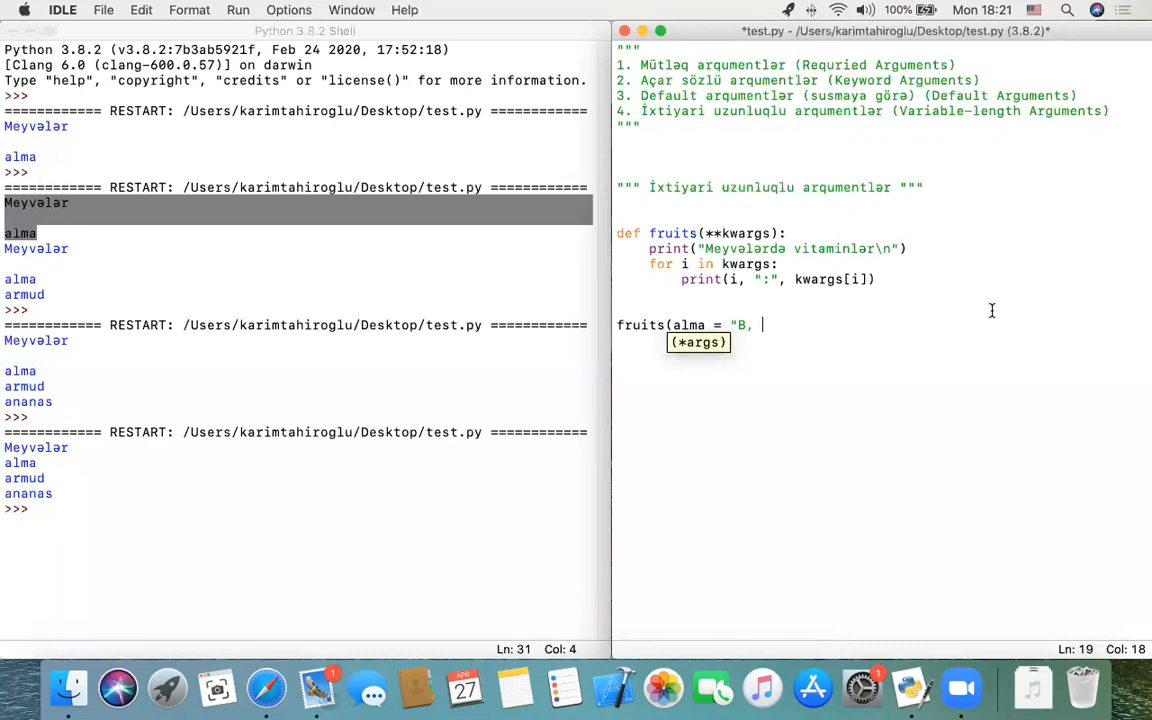 IDLE File Edit Format Run Options Window Help 100% Mon 18:21
Python 3.8.2 Shell
Python 3.8.2 (v3.8.2:7b3ab5921f, Feb 24 2020, 17:52:18)
[Clang 6.0 (clang-600.0.57)] on darwin
Type "help", "copyright", "credits" or "license()" for more information.
>>>
============ RESTART: /Users/karimtahiroglu/Desktop/test.py ============
Meyvələr
alma
>>>
============ RESTART: /Users/karimtahiroglu/Desktop/test.py ============
Meyvələr
alma
Meyvələr
alma
armud
>>>
============ RESTART: /Users/karimtahiroglu/Desktop/test.py ============
Meyvələr
alma
armud
ananas
>>>
============ RESTART: /Users/karimtahiroglu/Desktop/test.py ============
Meyvələr
alma
armud
ananas
>>>
Ln: 31 Col: 4
*test.py - /Users/karimtahiroglu/Desktop/test.py (3.8.2)*
"""
1. Mütləq arqumentlər (Requried Arguments)
2. Açar sözlü arqumentlər (Keyword Arguments)
3. Default arqumentlər (susmaya görə) (Default Arguments)
4. İxtiyari uzunluqlu arqumentlər (Variable-length Arguments)
"""
""" İxtiyari uzunluqlu arqumentlər """
def fruits(**kwargs):
print("Meyvələrdə vitaminlər\n")
for i in kwargs:
print(i, ":", kwargs[i])
fruits(alma = "B,
(*args)
Ln: 19 Col: 18
1
APR
27
1